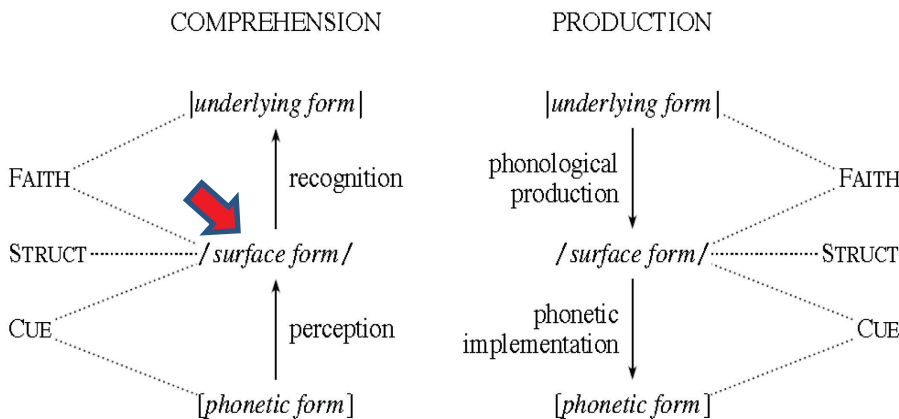 COMPREHENSION PRODUCTION
|underlying form| |underlying form|
FAITH recognition phonological production FAITH
STRUCT /surface form/ /surface form/ STRUCT
CUE perception phonetic implementation CUE
[phonetic form] [phonetic form]